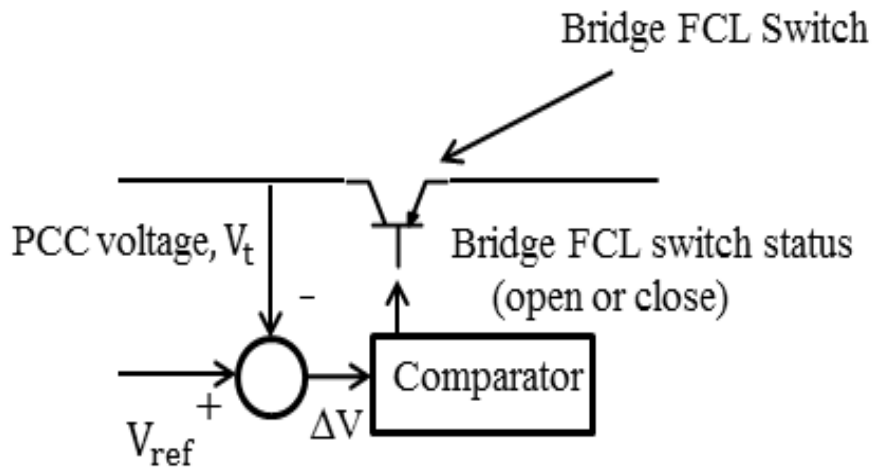 Bridge FCL Switch
PCC voltage, Vt
Bridge FCL switch status
(open or close)
-
+
Vref
ΔV
Comparator